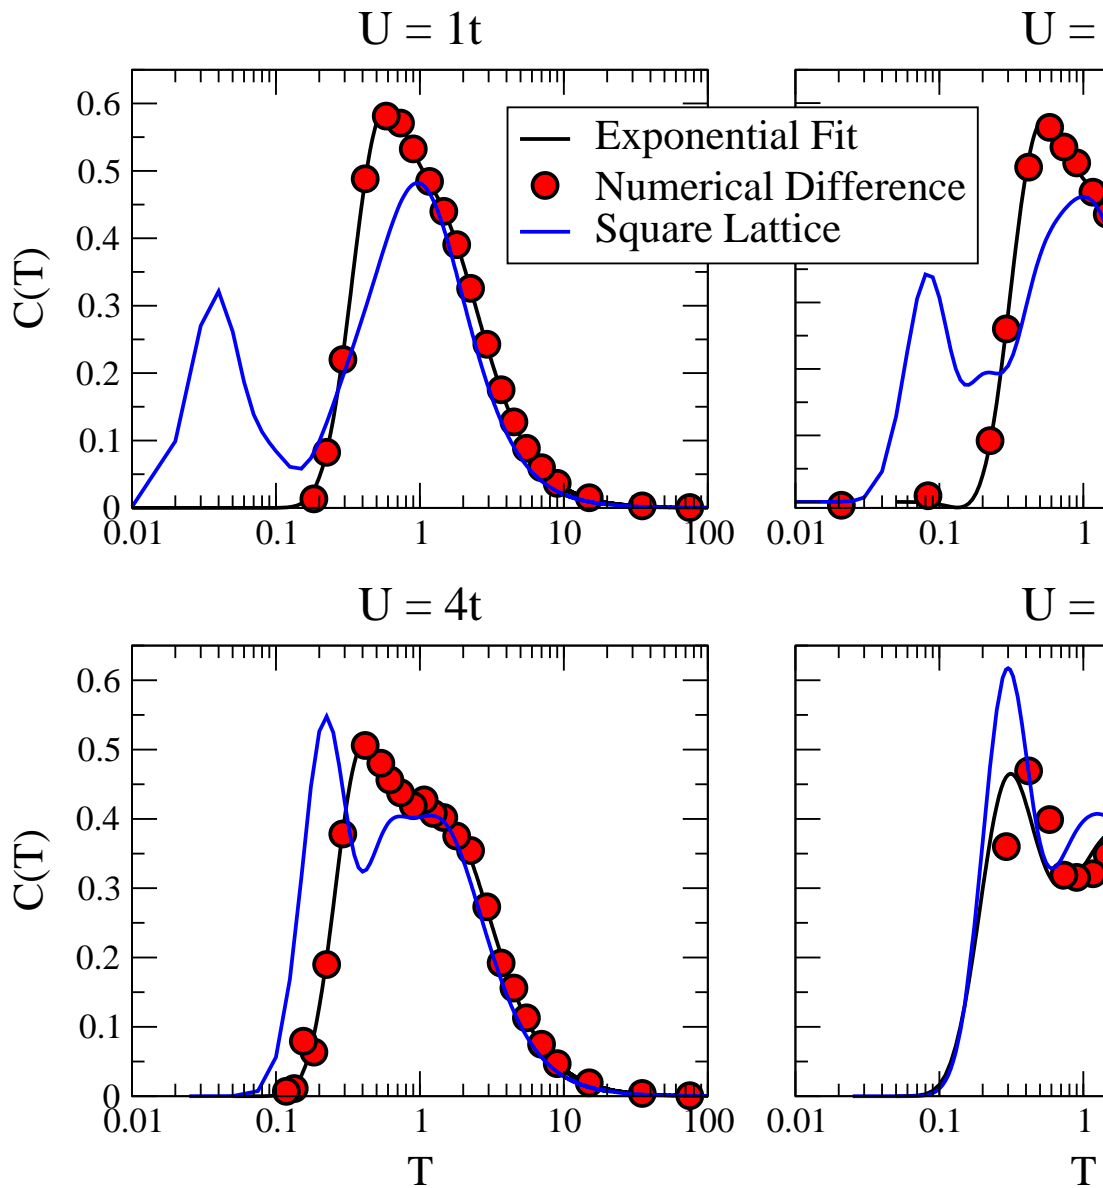 U = 1t
U =
0.6
0.5
0.4
0.3
0.2
0.1
0
C(T)
Exponential Fit
Numerical Difference
Square Lattice
0.01 0.1 1 10 100
0.01 0.1 1
U = 4t
U =
0.6
0.5
0.4
0.3
0.2
0.1
0
C(T)
0.01 0.1 1 10 100
0.01 0.1 1
T
T